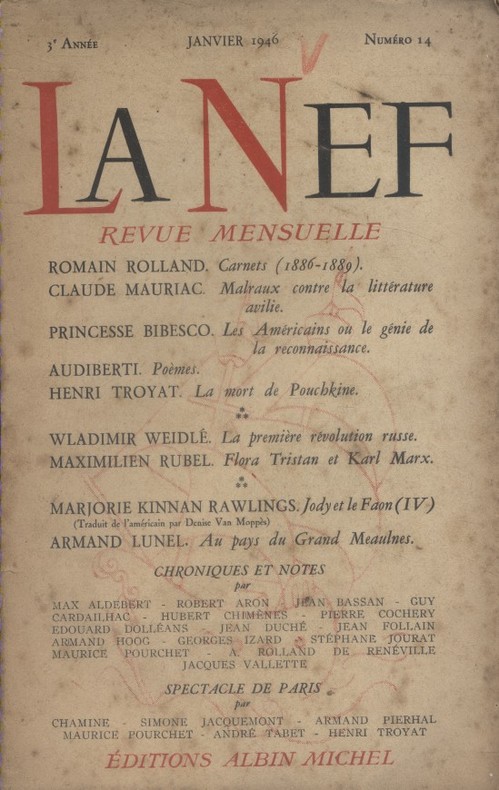 3e Année JANVIER 1946 Numéro 14
LA NEF
REVUE MENSUELLE
ROMAIN ROLLAND. Carnets (1886-1889).
CLAUDE MAURIAC. Malraux contre la littérature
avilie.
PRINCESSE BIBESCO. Les Américains ou le génie de
la reconnaissance.
AUDIBERTI. Poèmes.
HENRI TROYAT. La mort de Pouchkine.
WLADIMIR WEIDLÉ. La première révolution russe.
MAXIMILIEN RUBEL. Flora Tristan et Karl Marx.
MARJORIE KINNAN RAWLINGS. Jody et le Faon (IV)
(Traduit de l'américain par Denise Van Moppès)
ARMAND LUNEL. Au pays du Grand Meaulnes.
CHRONIQUES ET NOTES
par
MAX ALDEBERT - ROBERT ARON - JEAN BASSAN - GUY
CARDAILHAC - HUBERT CHIMÈNES - PIERRE COCHERY
EDOUARD DOLLÉANS - JEAN DUCHÉ - JEAN FOLLAIN
ARMAND HOOG - GEORGES IZARD - STÉPHANE JOURAT
MAURICE POURCHET - A. ROLLAND DE RENÉVILLE
JACQUES VALLETTE
SPECTACLE DE PARIS
par
CHAMINE - SIMONE JACQUEMONT - ARMAND PIERHAL
MAURICE POURCHET - ANDRÉ TABET - HENRI TROYAT
ÉDITIONS ALBIN MICHEL